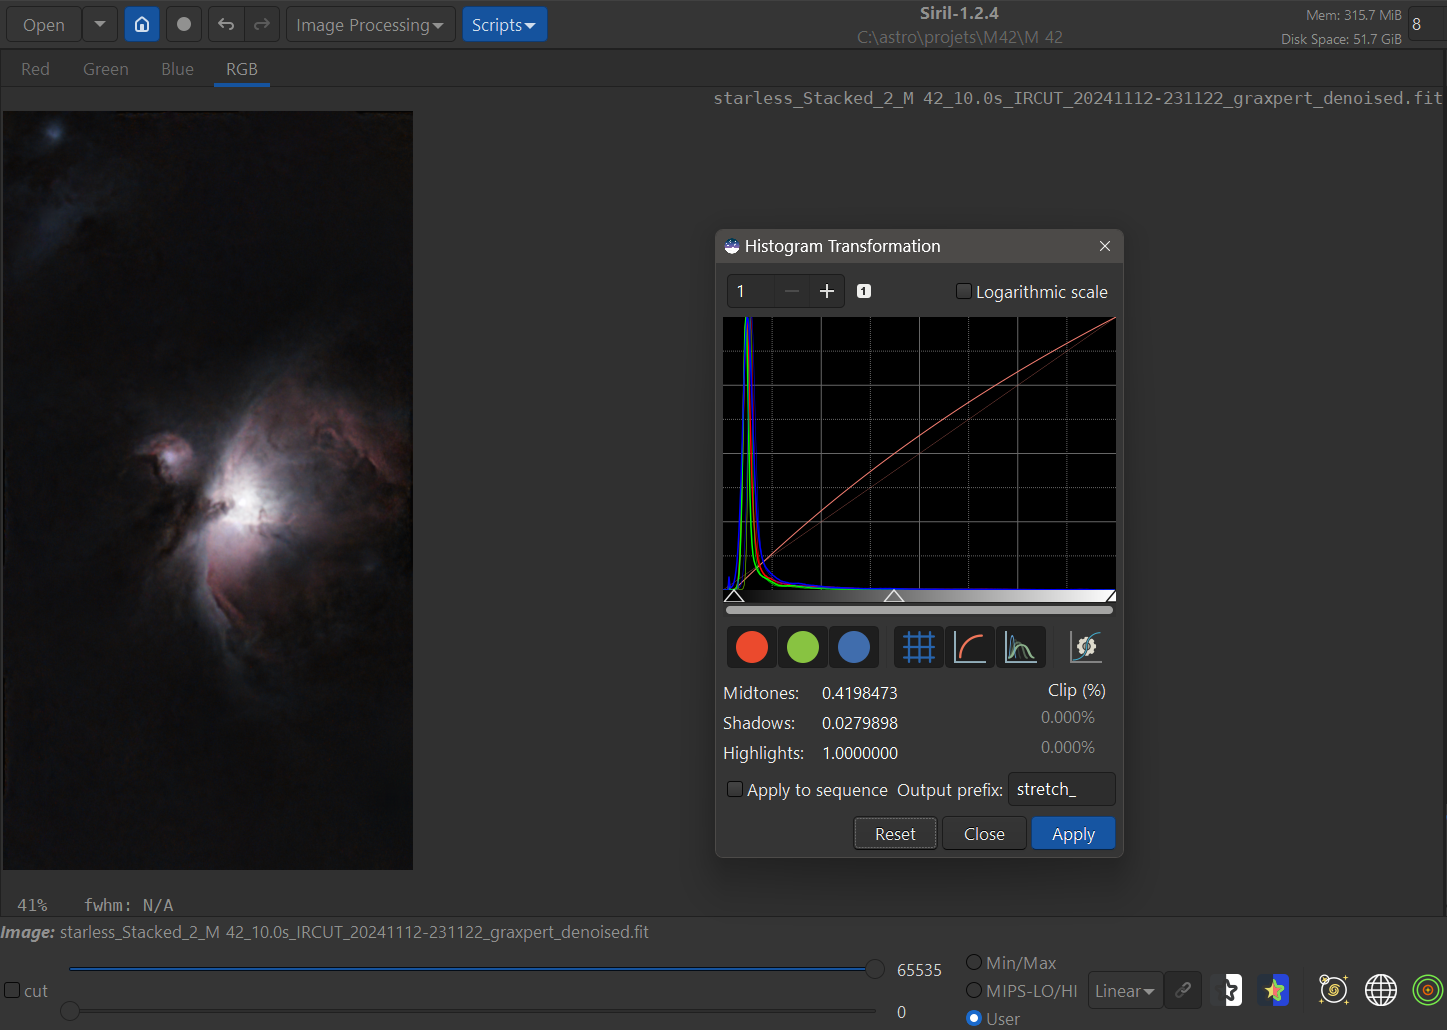 Open
Image Processing
Scripts
Siril-1.2.4
C:\astro\projets\M42\M 42
Mem: 315.7 MiB
Disk Space: 51.7 GiB
8
Red
Green
Blue
RGB
starless_Stacked_2_M 42_10.0s_IRCUT_20241112-231122_graxpert_denoised.fit
Histogram Transformation
1
1
Logarithmic scale
Midtones: 0.4198473
Clip (%)
Shadows: 0.0279898
0.000%
Highlights: 1.0000000
0.000%
Apply to sequence
Output prefix: stretch_
Reset
Close
Apply
41%
fwhm: N/A
Image: starless_Stacked_2_M 42_10.0s_IRCUT_20241112-231122_graxpert_denoised.fit
cut
65535
0
Min/Max
MIPS-LO/HI
User
Linear